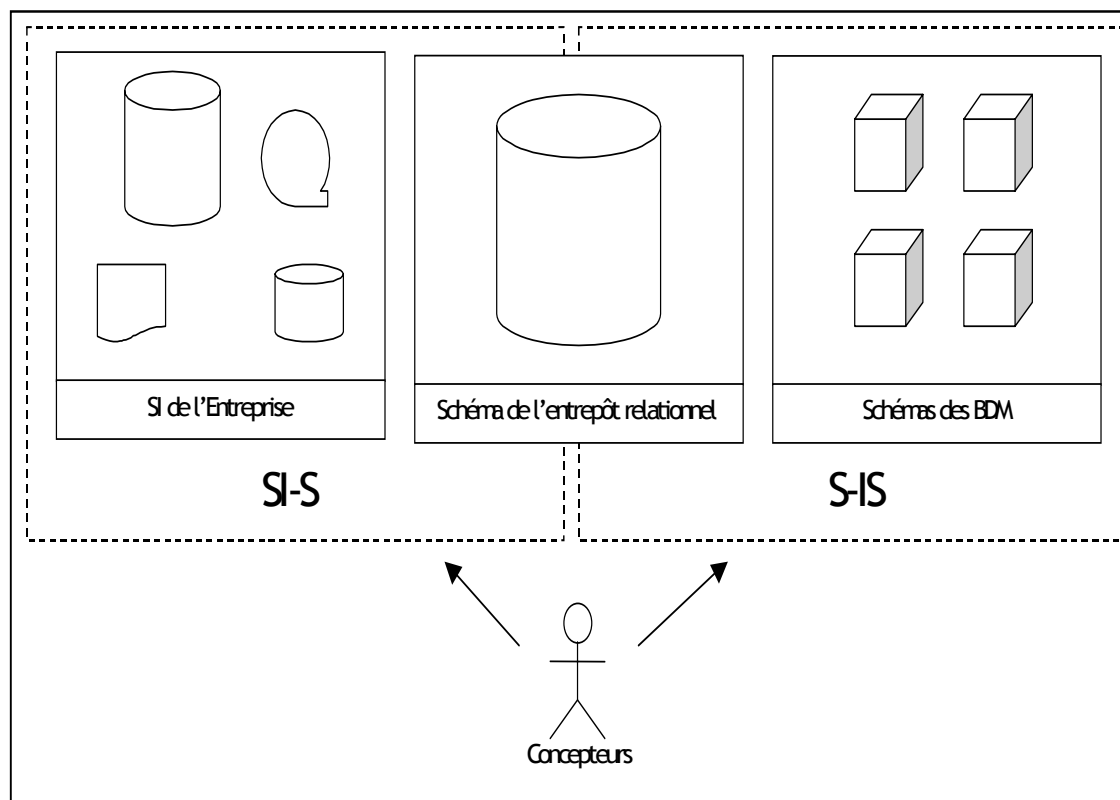 SI de l'Entreprise
Schéma de l'entrepôt relationnel
Schémas des BDM
SI-S
S-IS
Concepteurs